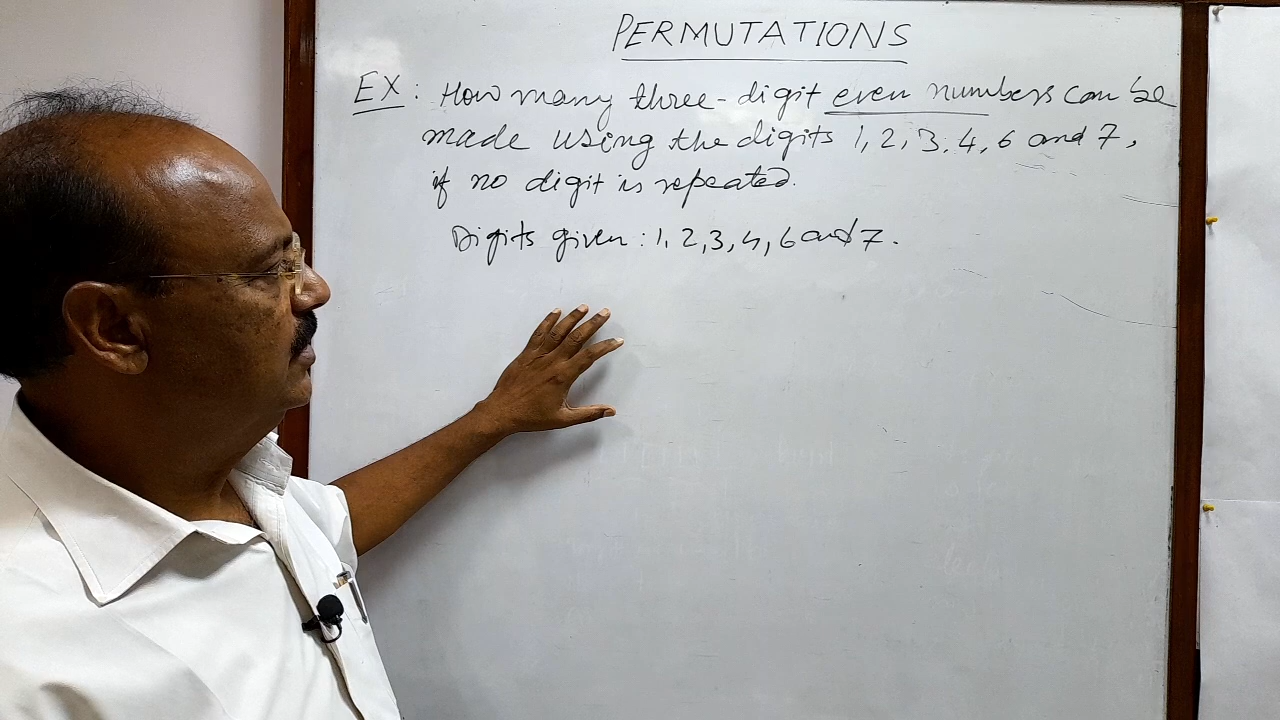 PERMUTATIONS
EX: How many three-digit even numbers can be
made using the digits 1, 2, 3, 4, 6 and 7,
if no digit is repeated.
Digits given: 1, 2, 3, 4, 6 and 7.